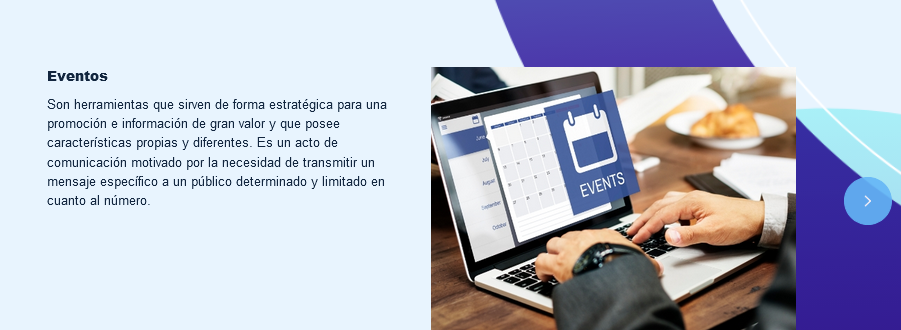 Eventos
Son herramientas que sirven de forma estratégica para una
promoción e información de gran valor y que posee
características propias y diferentes. Es un acto de
comunicación motivado por la necesidad de transmitir un
mensaje específico a un público determinado y limitado en
cuanto al número.
June
July
August
September
October
EVENTS